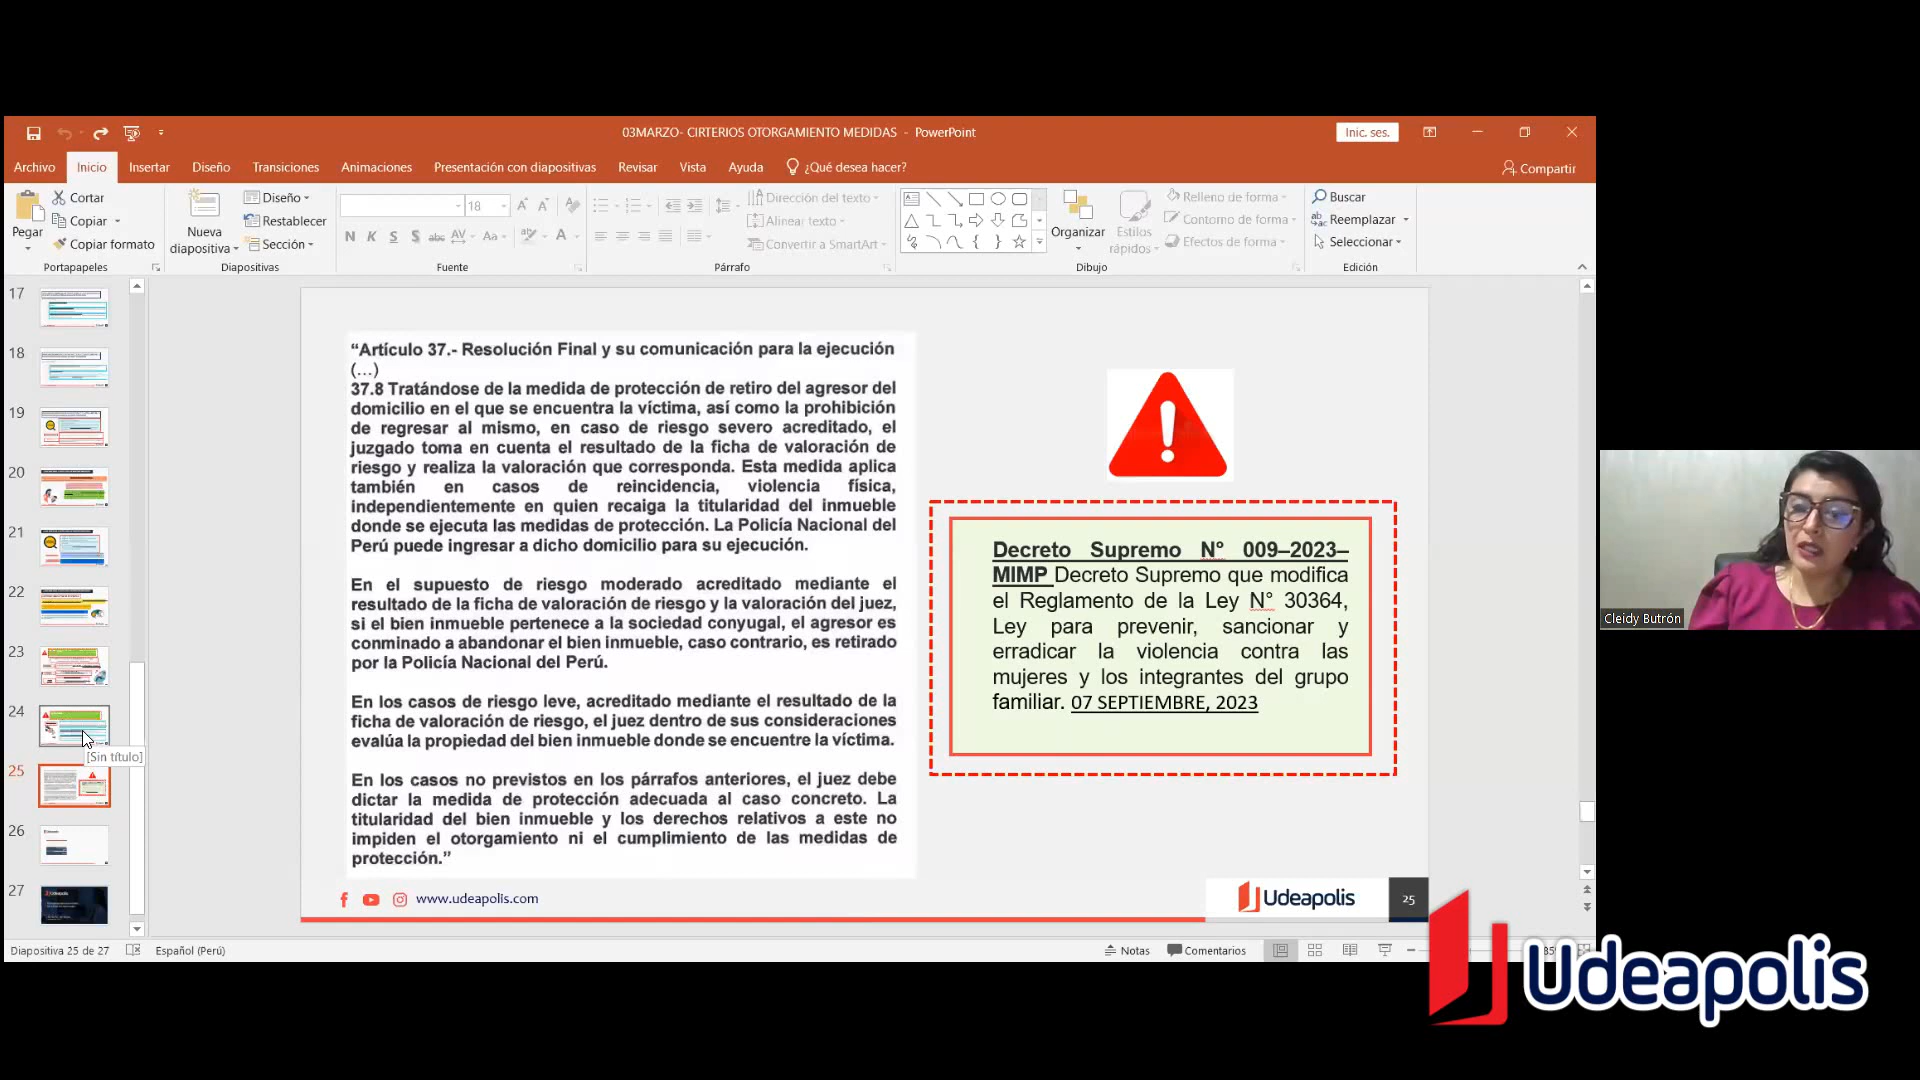 03MARZO- CIRTERIOS OTORGAMIENTO MEDIDAS - PowerPoint
Inic. ses.
Archivo Inicio Insertar Diseño Transiciones Animaciones Presentación con diapositivas Revisar Vista Ayuda ¿Qué desea hacer? Compartir
Pegar
Cortar
Copiar
Copiar formato
Portapapeles
Nueva
diapositiva
Diseño
Restablecer
Sección
Diapositivas
18
N K S S abc AV Aa A
Fuente
Dirección del texto
Alinear texto
Convertir a SmartArt
Párrafo
Organizar
Estilos
rápidos
Relleno de forma
Contorno de forma
Efectos de forma
Dibujo
Buscar
Reemplazar
Seleccionar
Edición
17
18
19
20
21
22
23
24
[Sin título]
25
26
27
“Artículo 37.- Resolución Final y su comunicación para la ejecución
(...)
37.8 Tratándose de la medida de protección de retiro del agresor del
domicilio en el que se encuentra la víctima, así como la prohibición
de regresar al mismo, en caso de riesgo severo acreditado, el
juzgado toma en cuenta el resultado de la ficha de valoración de
riesgo y realiza la valoración que corresponda. Esta medida aplica
también en casos de reincidencia, violencia física,
independientemente en quien recaiga la titularidad del inmueble
donde se ejecuta las medidas de protección. La Policía Nacional del
Perú puede ingresar a dicho domicilio para su ejecución.
En el supuesto de riesgo moderado acreditado mediante el
resultado de la ficha de valoración de riesgo y la valoración del juez,
si el bien inmueble pertenece a la sociedad conyugal, el agresor es
conminado a abandonar el bien inmueble, caso contrario, es retirado
por la Policía Nacional del Perú.
En los casos de riesgo leve, acreditado mediante el resultado de la
ficha de valoración de riesgo, el juez dentro de sus consideraciones
evalúa la propiedad del bien inmueble donde se encuentre la víctima.
En los casos no previstos en los párrafos anteriores, el juez debe
dictar la medida de protección adecuada al caso concreto. La
titularidad del bien inmueble y los derechos relativos a este no
impiden el otorgamiento ni el cumplimiento de las medidas de
protección.”
Decreto Supremo N° 009–2023–
MIMP Decreto Supremo que modifica
el Reglamento de la Ley N° 30364,
Ley para prevenir, sancionar y
erradicar la violencia contra las
mujeres y los integrantes del grupo
familiar. 07 SEPTIEMBRE, 2023
www.udeapolis.com
Udeapolis
25
Cleidy Butrón
Diapositiva 25 de 27 Español (Perú) Notas Comentarios
Udeapolis